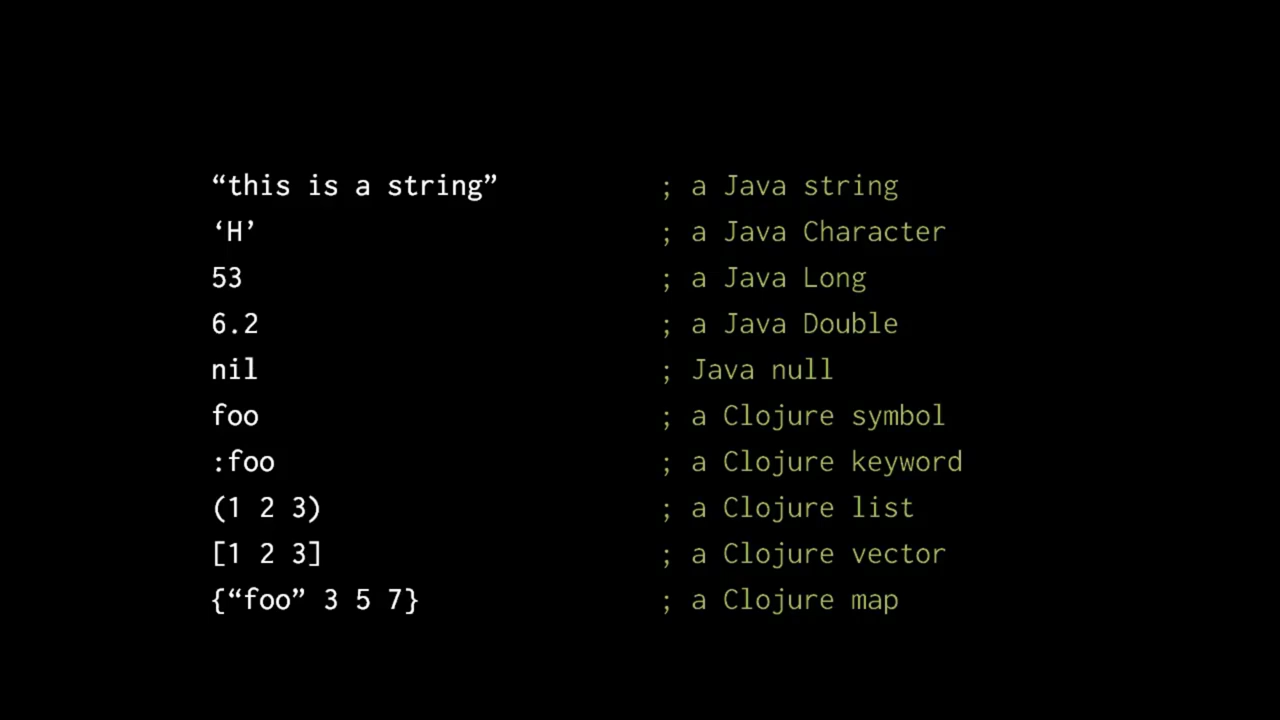 “this is a string” ; a Java string
‘H’ ; a Java Character
53 ; a Java Long
6.2 ; a Java Double
nil ; Java null
foo ; a Clojure symbol
:foo ; a Clojure keyword
(1 2 3) ; a Clojure list
[1 2 3] ; a Clojure vector
{“foo” 3 5 7} ; a Clojure map